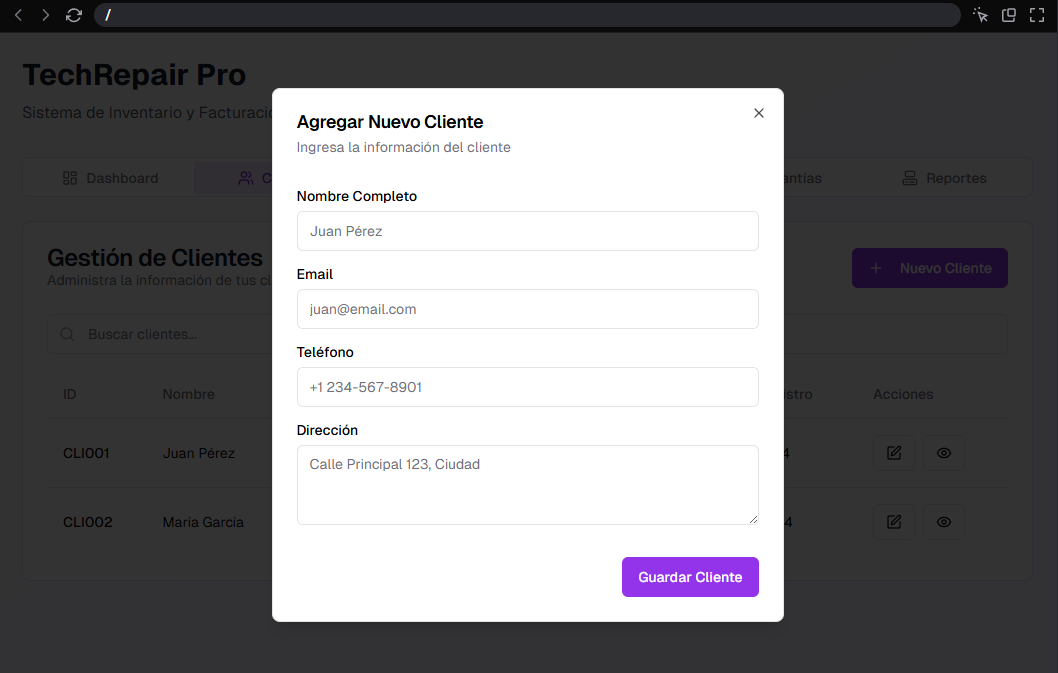 /
TechRepair Pro
Sistema de Inventario y Facturació
Dashboard
C
antías
Reportes
Gestión de Clientes
Administra la información de tus cl
Nuevo Cliente
Buscar clientes...
ID Nombre istro Acciones
CLI001 Juan Pérez 4
CLI002 María García 4
Agregar Nuevo Cliente
Ingresa la información del cliente
Nombre Completo
Juan Pérez
Email
juan@email.com
Teléfono
+1 234-567-8901
Dirección
Calle Principal 123, Ciudad
Guardar Cliente